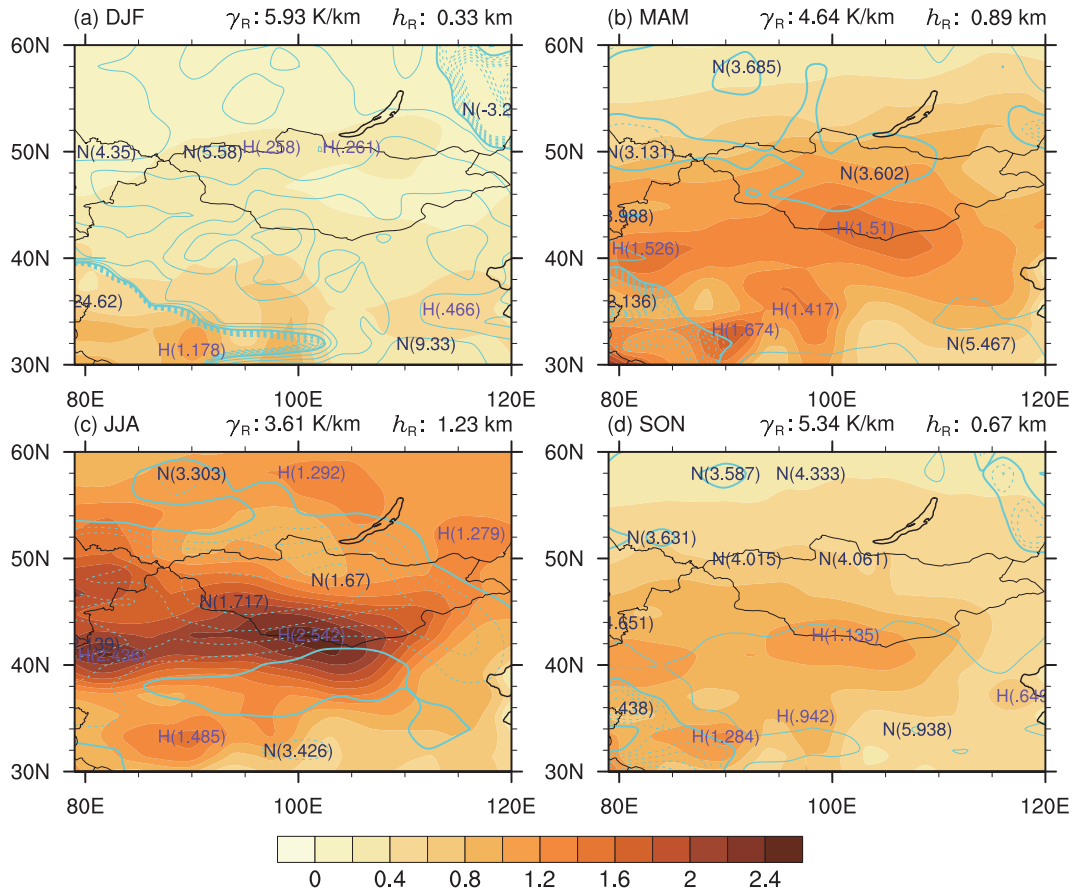 (a) DJF γR: 5.93 K/km hR: 0.33 km
(b) MAM γR: 4.64 K/km hR: 0.89 km
60N
50N
40N
30N
N(-3.2
N(4.35)
N(5.58)
H(.258)
H(.261)
24.62)
H(.466)
H(1.178)
N(9.33)
80E 100E 120E
60N
50N
40N
30N
N(3.685)
N(3.131)
N(3.602)
3.988)
H(1.51)
H(1.526)
2.136)
H(1.417)
H(1.674)
N(5.467)
80E 100E 120E
(c) JJA γR: 3.61 K/km hR: 1.23 km
(d) SON γR: 5.34 K/km hR: 0.67 km
60N
50N
40N
30N
N(3.303)
H(1.292)
H(1.279)
N(1.67)
N(1.717)
H(2.542)
.139)
H(2.438)
H(1.485)
N(3.426)
80E 100E 120E
60N
50N
40N
30N
N(3.587)
N(4.333)
N(3.631)
N(4.015)
N(4.061)
.651)
H(1.135)
H(.649
.438)
H(.942)
H(1.284)
N(5.938)
80E 100E 120E
0 0.4 0.8 1.2 1.6 2 2.4